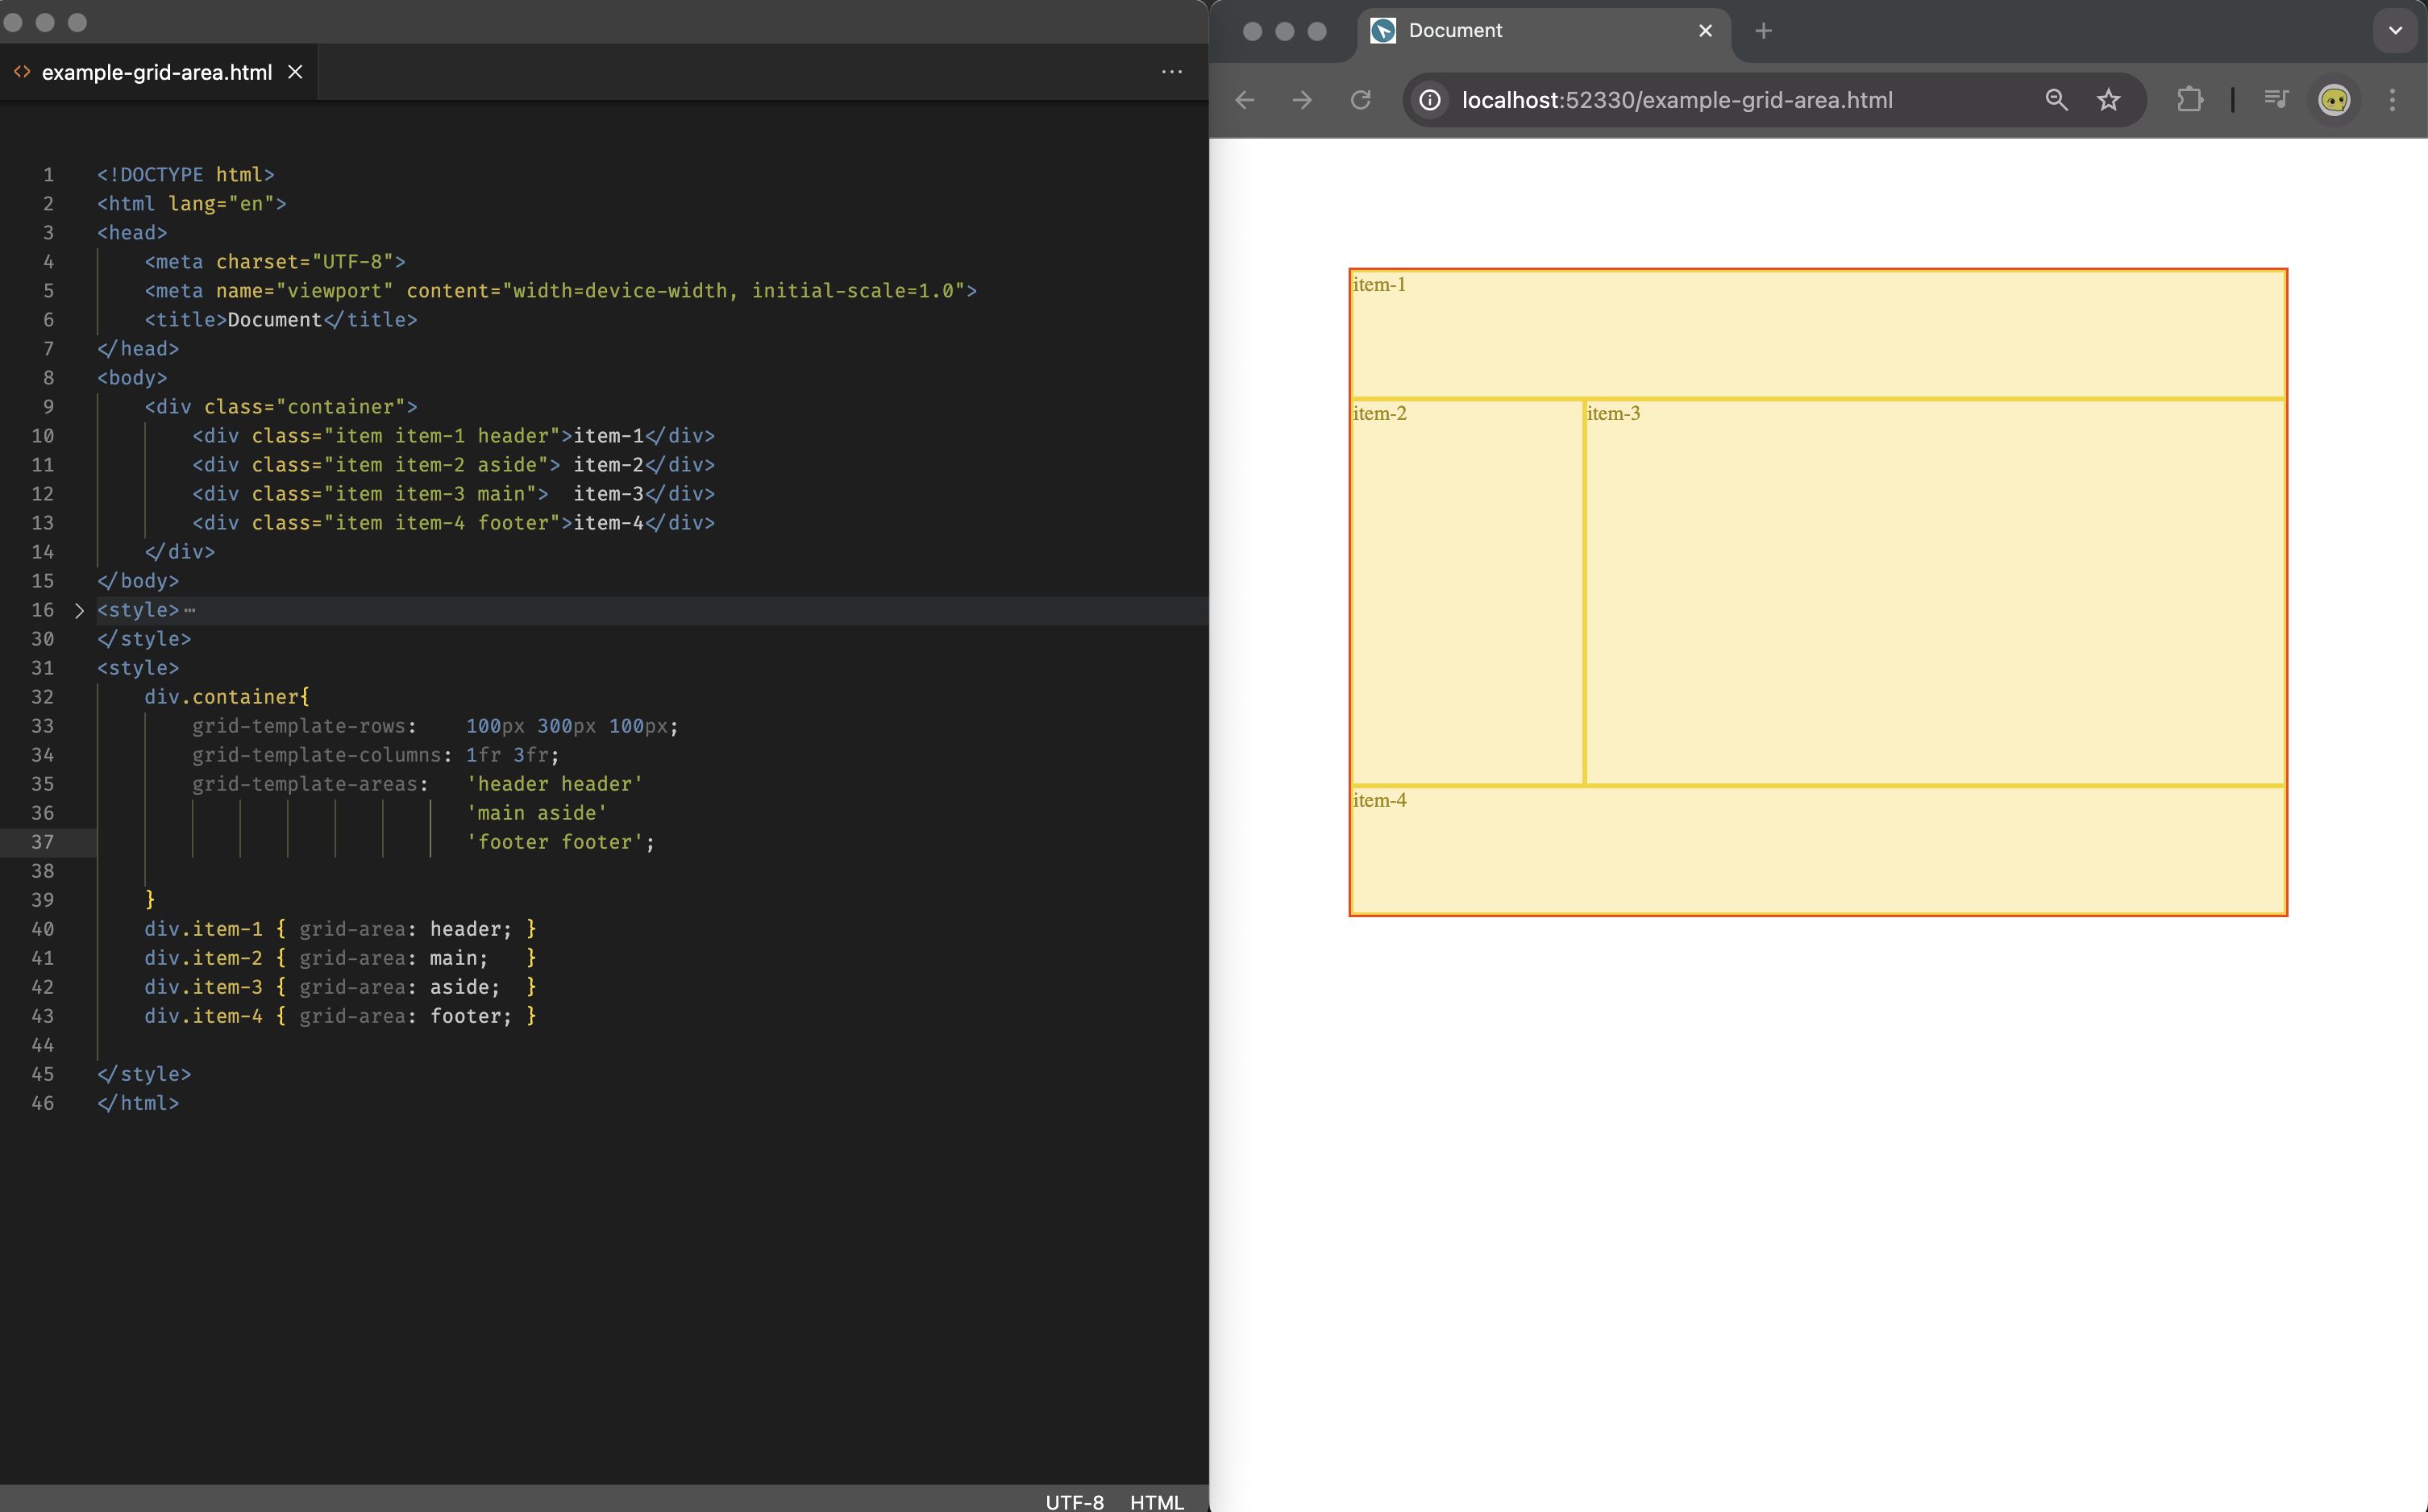 example-grid-area.html
1 <!DOCTYPE html>
2 <html lang="en">
3 <head>
4 <meta charset="UTF-8">
5 <meta name="viewport" content="width=device-width, initial-scale=1.0">
6 <title>Document</title>
7 </head>
8 <body>
9 <div class="container">
10 <div class="item item-1 header">item-1</div>
11 <div class="item item-2 aside"> item-2</div>
12 <div class="item item-3 main">  item-3</div>
13 <div class="item item-4 footer">item-4</div>
14 </div>
15 </body>
16 <style>
30 </style>
31 <style>
32 div.container{
33 grid-template-rows:    100px 300px 100px;
34 grid-template-columns: 1fr 3fr;
35 grid-template-areas:   'header header'
36 'main aside'
37 'footer footer';
38
39 }
40 div.item-1 { grid-area: header; }
41 div.item-2 { grid-area: main;   }
42 div.item-3 { grid-area: aside;  }
43 div.item-4 { grid-area: footer; }
44
45 </style>
46 </html>
UTF-8 HTML
Document
localhost:52330/example-grid-area.html
item-1
item-2
item-3
item-4